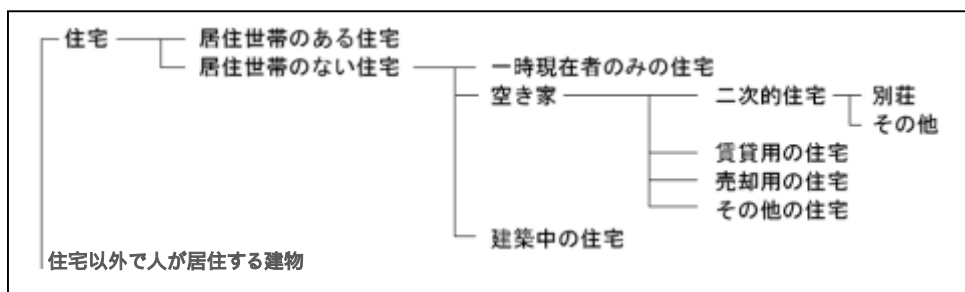 住宅 居住世帯のある住宅
居住世帯のない住宅 一時現在者のみの住宅
空き家 二次的住宅 別荘
その他
賃貸用の住宅
売却用の住宅
その他の住宅
建築中の住宅
住宅以外で人が居住する建物